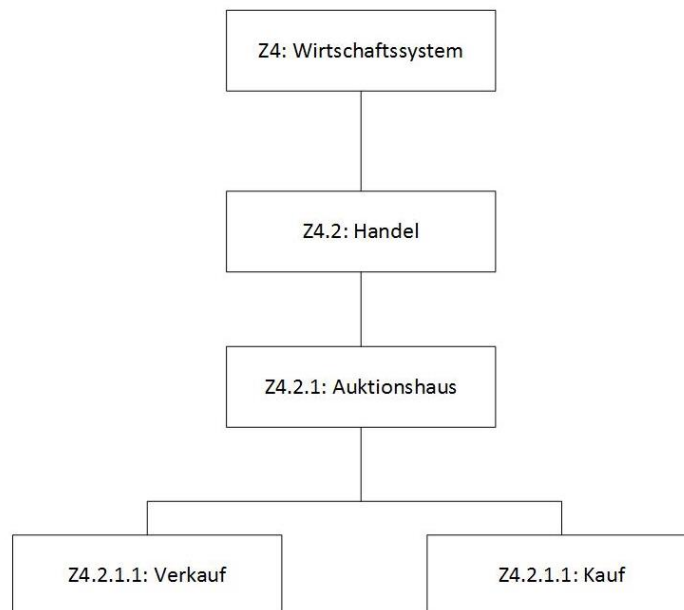 Z4: Wirtschaftssystem
Z4.2: Handel
Z4.2.1: Auktionshaus
Z4.2.1.1: Verkauf
Z4.2.1.1: Kauf